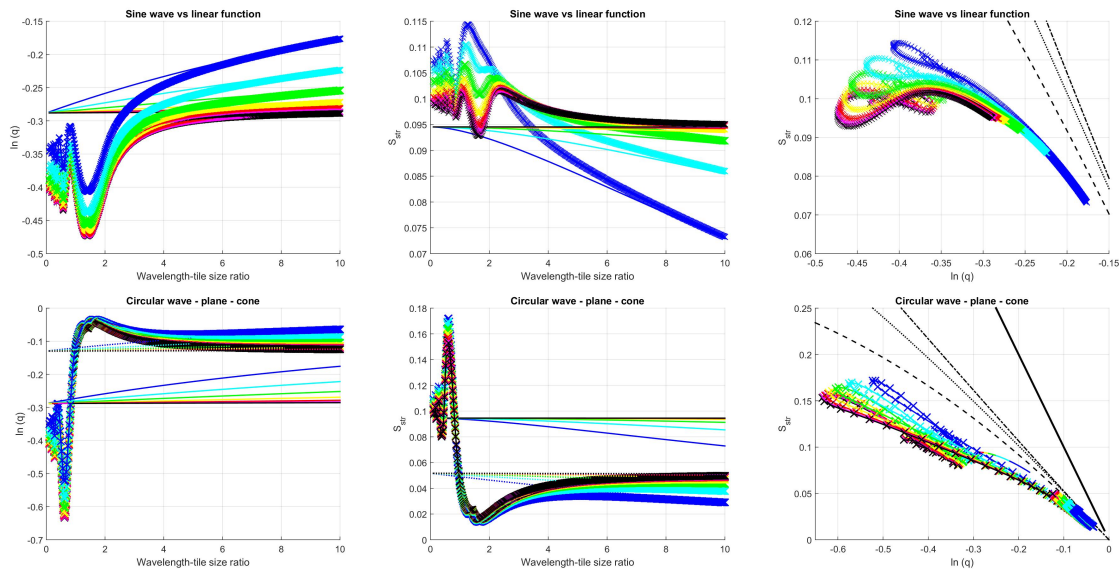 Sine wave vs linear function
-0.15
-0.2
-0.25
-0.3
-0.35
-0.4
-0.45
-0.5
ln (q)
0 2 4 6 8 10
Wavelength-tile size ratio
Sine wave vs linear function
0.115
0.11
0.105
0.1
0.095
0.09
0.085
0.08
0.075
0.07
S_str
0 2 4 6 8 10
Wavelength-tile size ratio
Sine wave vs linear function
0.12
0.11
0.1
0.09
0.08
0.07
0.06
S_str
-0.5 -0.45 -0.4 -0.35 -0.3 -0.25 -0.2 -0.15
ln (q)
Circular wave - plane - cone
0
-0.1
-0.2
-0.3
-0.4
-0.5
-0.6
-0.7
ln (q)
0 2 4 6 8 10
Wavelength-tile size ratio
Circular wave - plane - cone
0.18
0.16
0.14
0.12
0.1
0.08
0.06
0.04
0.02
0
S_str
0 2 4 6 8 10
Wavelength-tile size ratio
Circular wave - plane - cone
0.25
0.2
0.15
0.1
0.05
0
S_str
-0.6 -0.5 -0.4 -0.3 -0.2 -0.1 0
ln (q)